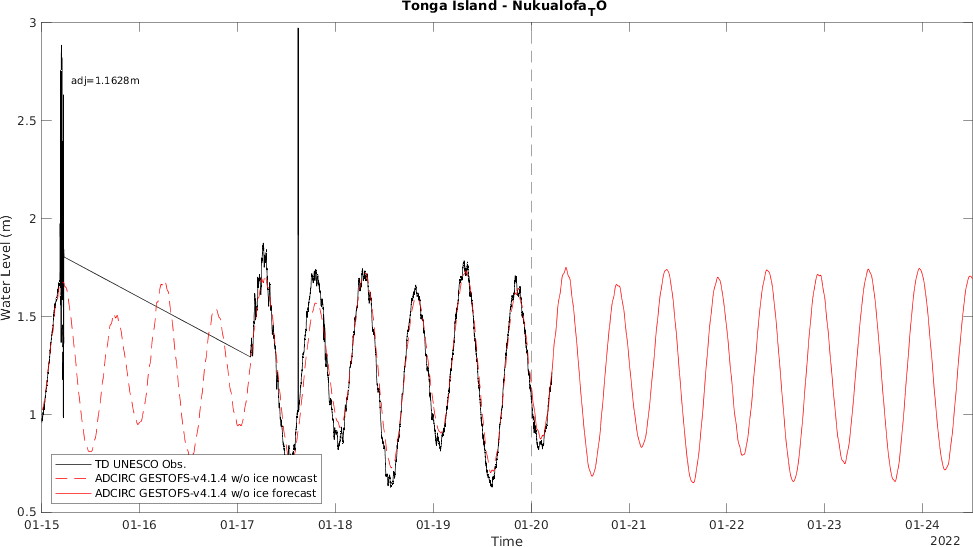 Tonga Island - NukualofaTO
adj=1.1628m
3
2.5
2
1.5
1
0.5
Water Level (m)
TD UNESCO Obs.
ADCIRC GESTOFS-v4.1.4 w/o ice nowcast
ADCIRC GESTOFS-v4.1.4 w/o ice forecast
01-15 01-16 01-17 01-18 01-19 01-20 01-21 01-22 01-23 01-24
Time
2022